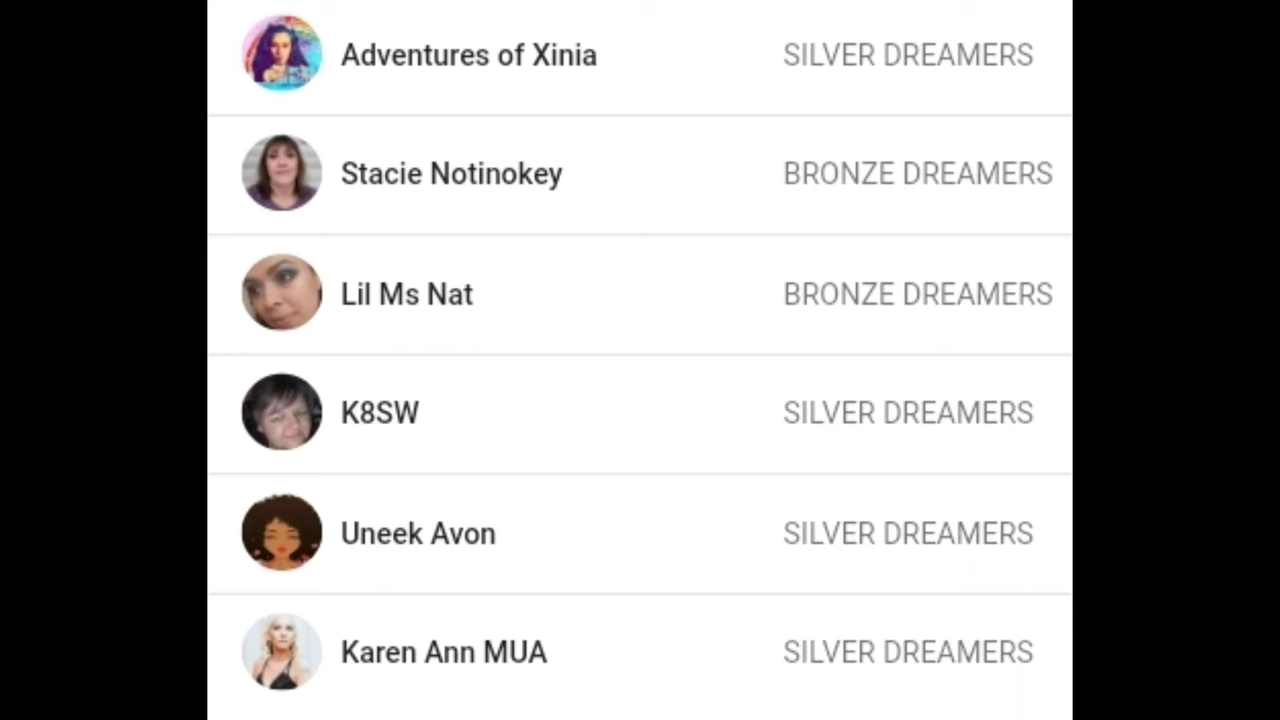 Adventures of Xinia SILVER DREAMERS
Stacie Notinokey BRONZE DREAMERS
Lil Ms Nat BRONZE DREAMERS
K8SW SILVER DREAMERS
Uneek Avon SILVER DREAMERS
Karen Ann MUA SILVER DREAMERS